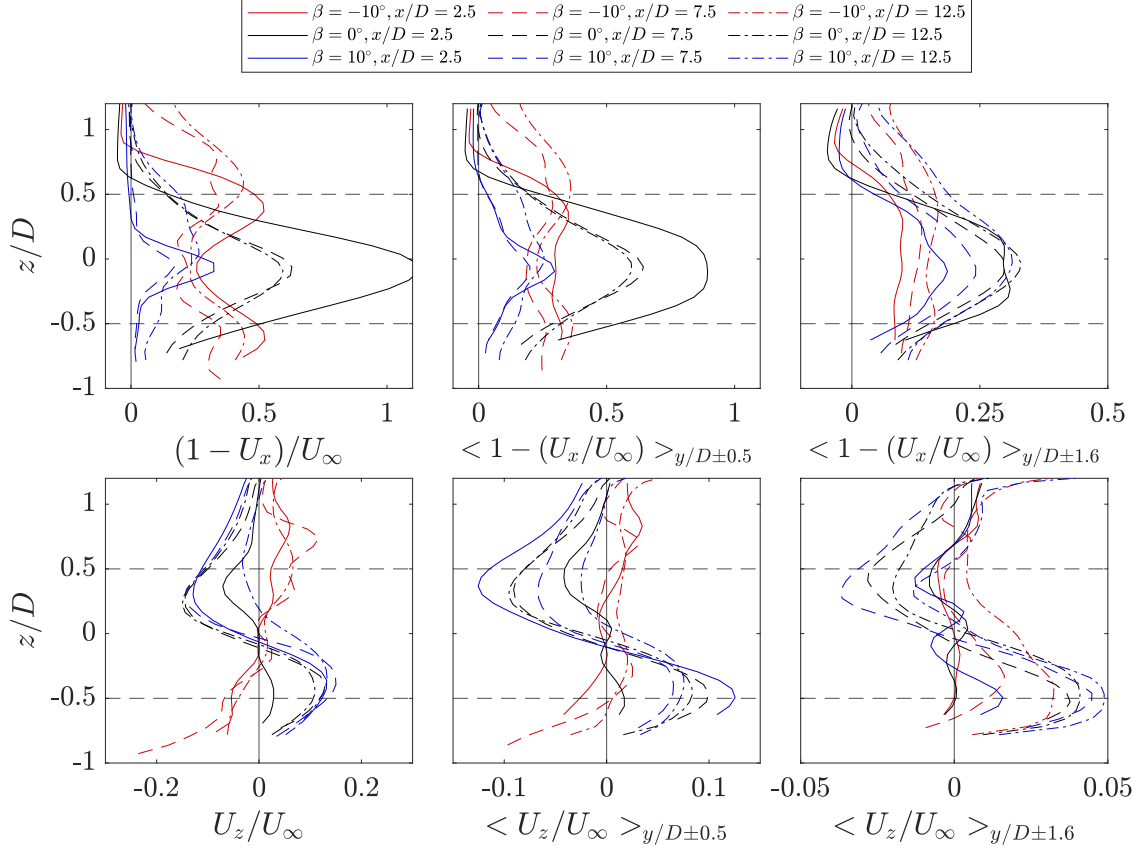 β = −10°, x/D = 2.5 β = −10°, x/D = 7.5 β = −10°, x/D = 12.5
β = 0°, x/D = 2.5 β = 0°, x/D = 7.5 β = 0°, x/D = 12.5
β = 10°, x/D = 2.5 β = 10°, x/D = 7.5 β = 10°, x/D = 12.5
1
0.5
0
-0.5
-1
z/D
0 0.5 1
0 0.5 1
0 0.25 0.5
(1 − U_x)/U_∞
< 1 − (U_x/U_∞) >_{y/D±0.5}
< 1 − (U_x/U_∞) >_{y/D±1.6}
1
0.5
0
-0.5
-1
z/D
-0.2 0 0.2
-0.1 0 0.1
-0.05 0 0.05
U_z/U_∞
< U_z/U_∞ >_{y/D±0.5}
< U_z/U_∞ >_{y/D±1.6}